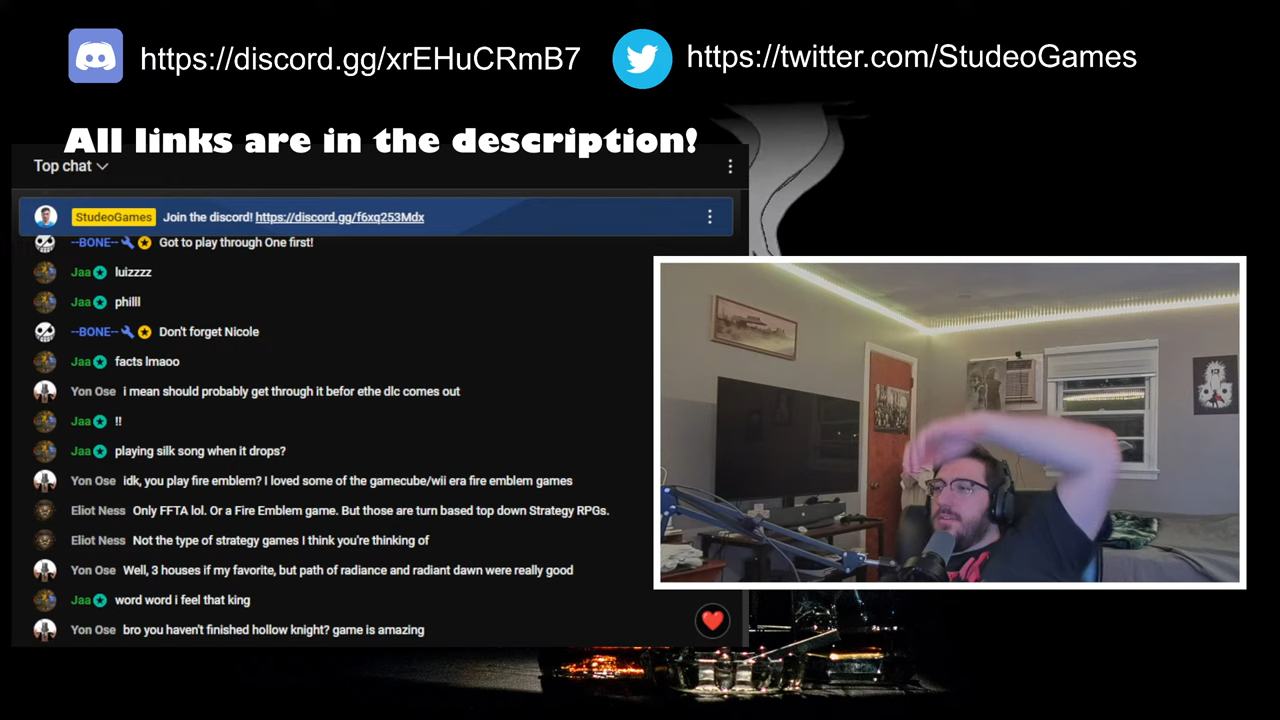 https://discord.gg/xrEHuCRmB7
https://twitter.com/StudeoGames
All links are in the description!
Top chat
StudeoGames Join the discord! https://discord.gg/f6xq253Mdx
--BONE-- Got to play through One first!
Jaa luizzzz
Jaa philll
--BONE-- Don't forget Nicole
Jaa facts lmaoo
Yon Ose i mean should probably get through it befor ethe dlc comes out
Jaa !!
Jaa playing silk song when it drops?
Yon Ose idk, you play fire emblem? I loved some of the gamecube/wii era fire emblem games
Eliot Ness Only FFTA lol. Or a Fire Emblem game. But those are turn based top down Strategy RPGs.
Eliot Ness Not the type of strategy games I think you're thinking of
Yon Ose Well, 3 houses if my favorite, but path of radiance and radiant dawn were really good
Jaa word word i feel that king
Yon Ose bro you haven't finished hollow knight? game is amazing